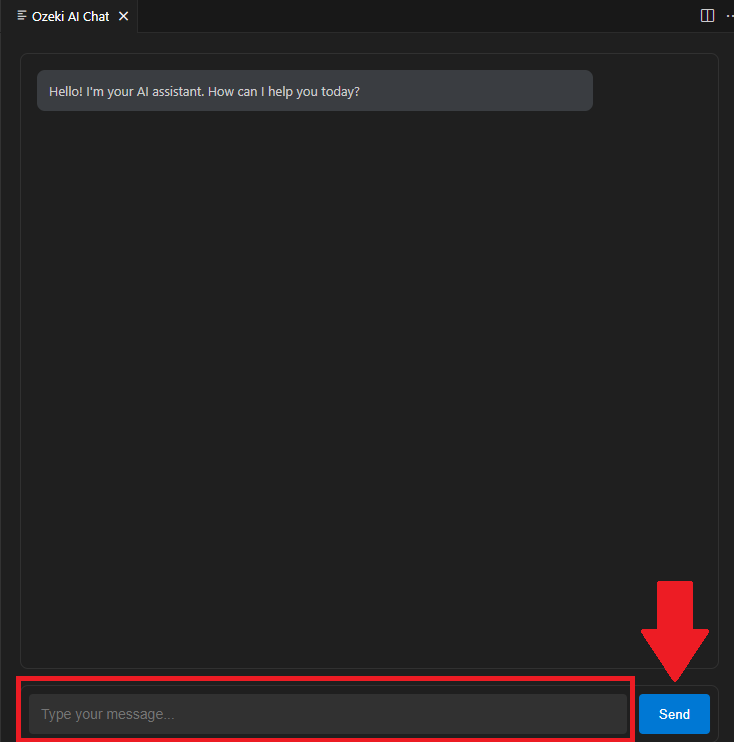 Ozeki AI Chat
Hello! I'm your AI assistant. How can I help you today?
Type your message...
Send